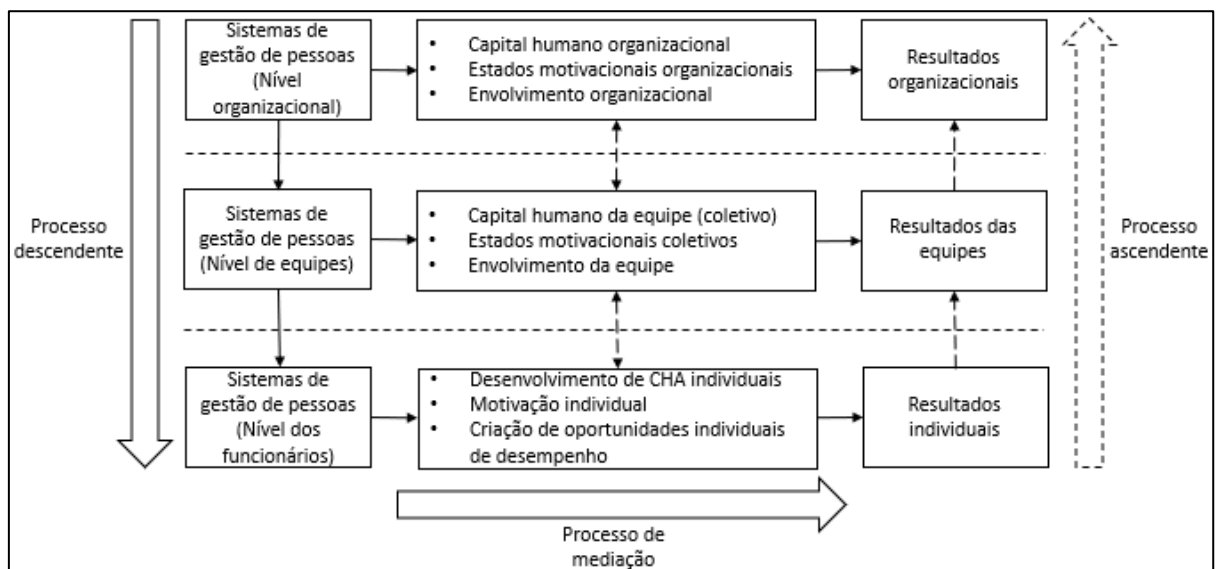 Sistemas de
gestão de pessoas
(Nível
organizacional)
• Capital humano organizacional
• Estados motivacionais organizacionais
• Envolvimento organizacional
Resultados
organizacionais
Processo
descendente
Sistemas de
gestão de pessoas
(Nível de equipes)
• Capital humano da equipe (coletivo)
• Estados motivacionais coletivos
• Envolvimento da equipe
Resultados das
equipes
Processo
ascendente
Sistemas de
gestão de pessoas
(Nível dos
funcionários)
• Desenvolvimento de CHA individuais
• Motivação individual
• Criação de oportunidades individuais
de desempenho
Resultados
individuais
Processo de
mediação